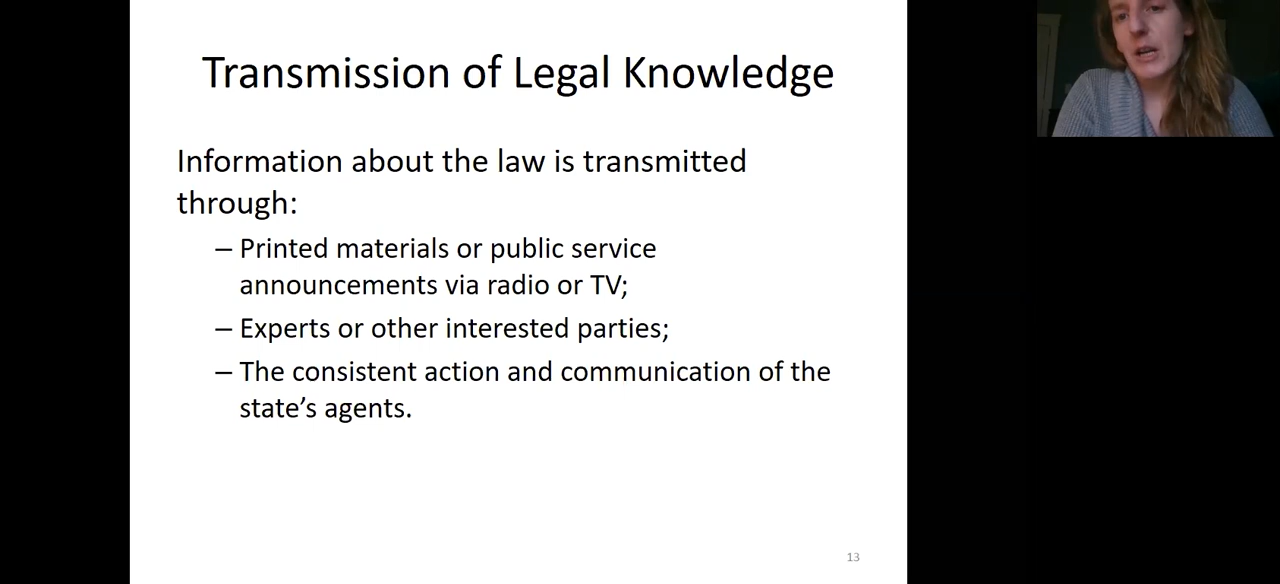 Transmission of Legal Knowledge
Information about the law is transmitted
through:
– Printed materials or public service
announcements via radio or TV;
– Experts or other interested parties;
– The consistent action and communication of the
state’s agents.
13